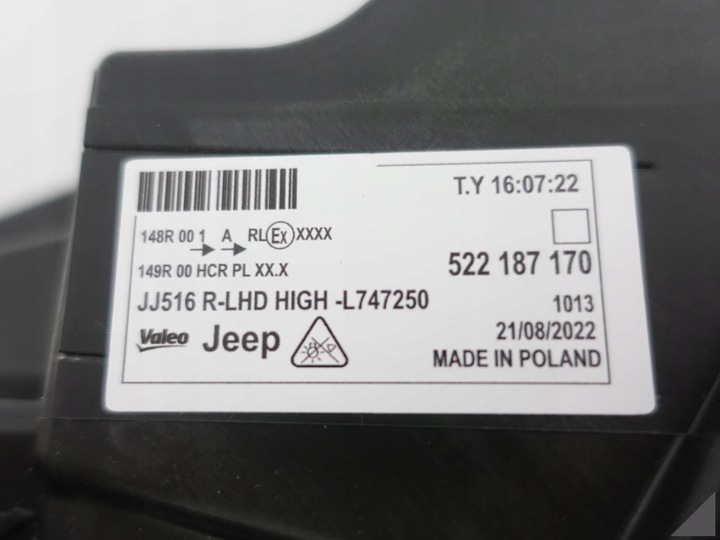 T.Y 16:07:22
148R 00 1 A RL Ex XXXX
149R 00 HCR PL XX.X
522 187 170
JJ516 R-LHD HIGH -L747250
1013
Valeo Jeep
21/08/2022
MADE IN POLAND